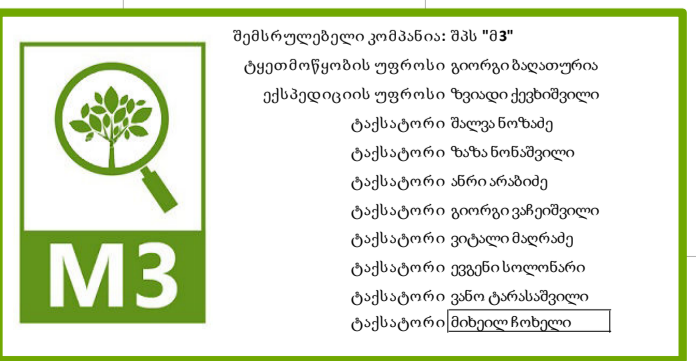 შემსრულებელი კომპანია: შპს "მ3"
ტყეთმოწყობის უფროსი გიორგი ბაღათურია
ექსპედიციის უფროსი ზვიადი ქევხიშვილი
ტაქსატორი შალვა ნოზაძე
ტაქსატორი ზაზა ნონაშვილი
ტაქსატორი ანრი არაბიძე
ტაქსატორი გიორგი ვაჩეიშვილი
ტაქსატორი ვიტალი მაღრაძე
ტაქსატორი ევგენი სოლონარი
ტაქსატორი ვანო ტარასაშვილი
ტაქსატორი მიხეილ ჩოხელი
M3